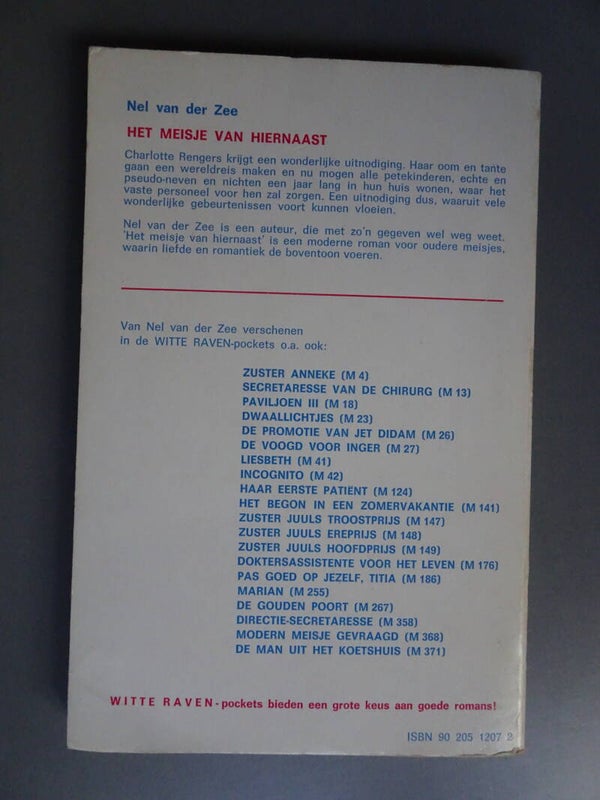 Nel van der Zee
HET MEISJE VAN HIERNAAST
Charlotte Rengers krijgt een wonderlijke uitnodiging. Haar oom en tante
gaan een wereldreis maken en nu mogen alle petekinderen, echte en
pseudo-neven en nichten een jaar lang in hun huis wonen, waar het
vaste personeel voor hen zal zorgen. Een uitnodiging dus, waaruit vele
wonderlijke gebeurtenissen voort kunnen vloeien.
Nel van der Zee is een auteur, die met zo'n gegeven wel weg weet.
'Het meisje van hiernaast' is een moderne roman voor oudere meisjes,
waarin liefde en romantiek de boventoon voeren.
Van Nel van der Zee verschenen
in de WITTE RAVEN-pockets o.a. ook:
ZUSTER ANNEKE (M 4)
SECRETARESSE VAN DE CHIRURG (M 13)
PAVILJOEN III (M 18)
DWAALLICHTJES (M 23)
DE PROMOTIE VAN JET DIDAM (M 26)
DE VOOGD VOOR INGER (M 27)
LIESBETH (M 41)
INCOGNITO (M 42)
HAAR EERSTE PATIËNT (M 124)
HET BEGON IN EEN ZOMERVAKANTIE (M 141)
ZUSTER JUULS TROOSTPRIJS (M 147)
ZUSTER JUULS EREPRIJS (M 148)
ZUSTER JUULS HOOFDPRIJS (M 149)
DOKTERSASSISTENTE VOOR HET LEVEN (M 176)
PAS GOED OP JEZELF, TITIA (M 186)
MARIAN (M 255)
DE GOUDEN POORT (M 267)
DIRECTIE-SECRETARESSE (M 358)
MODERN MEISJE GEVRAAGD (M 368)
DE MAN UIT HET KOETSHUIS (M 371)
WITTE RAVEN-pockets bieden een grote keus aan goede romans!
ISBN 90 205 1207 2